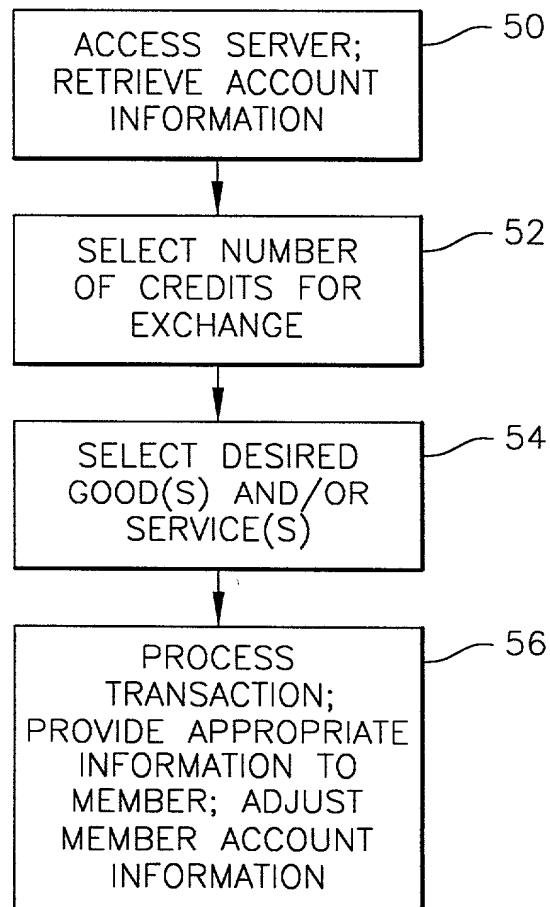 ACCESS SERVER;
RETRIEVE ACCOUNT
INFORMATION
50
SELECT NUMBER
OF CREDITS FOR
EXCHANGE
52
SELECT DESIRED
GOOD(S) AND/OR
SERVICE(S)
54
PROCESS
TRANSACTION;
PROVIDE APPROPRIATE
INFORMATION TO
MEMBER; ADJUST
MEMBER ACCOUNT
INFORMATION
56